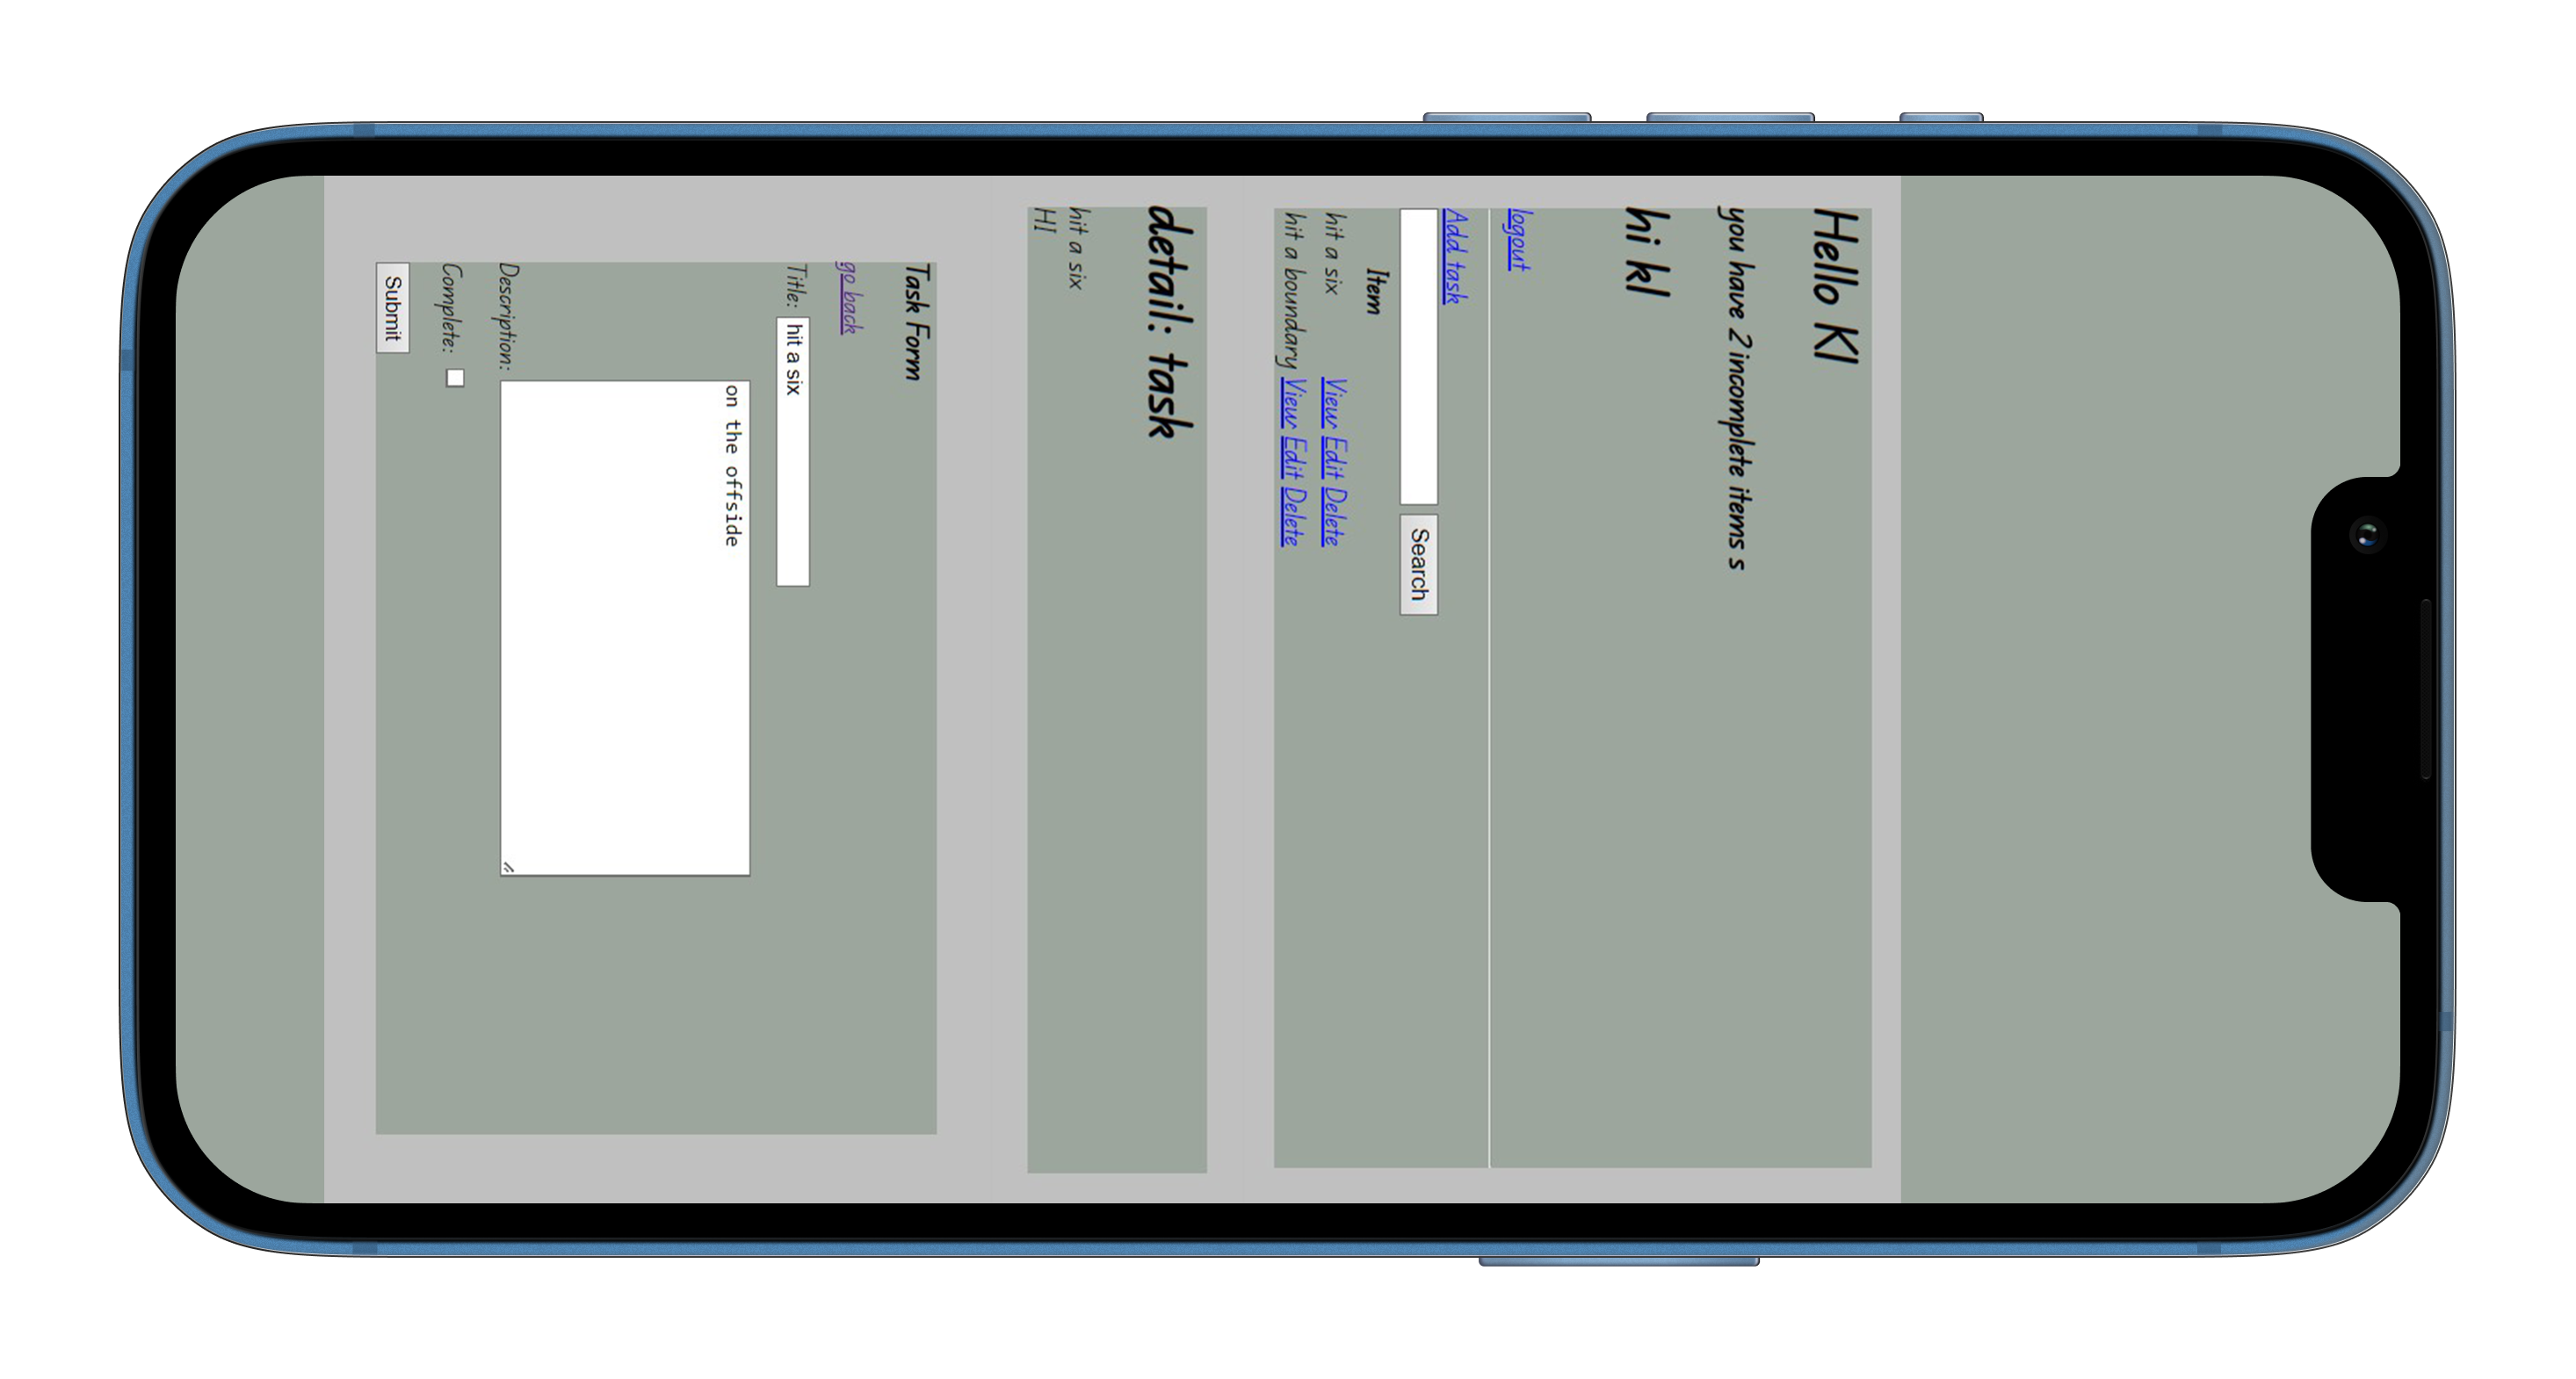 Hello Kl
you have 2 incomplete items s
hi kl
logout
Add task
Search
Item
hit a six View Edit Delete
hit a boundary View Edit Delete
detail: task
hit a six
HI
Task Form
go back
Title: hit a six
on the offside
Description:
Complete:
Submit